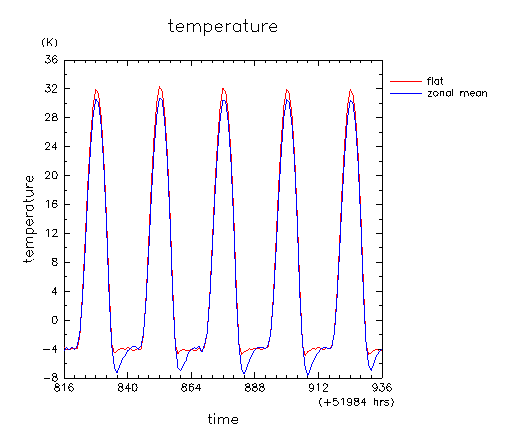 temperature
(K)
36
32
28
24
20
16
12
8
4
0
-4
-8
temperature
816 840 864 888 912 936
(+51984 hrs)
time
flat
zonal mean